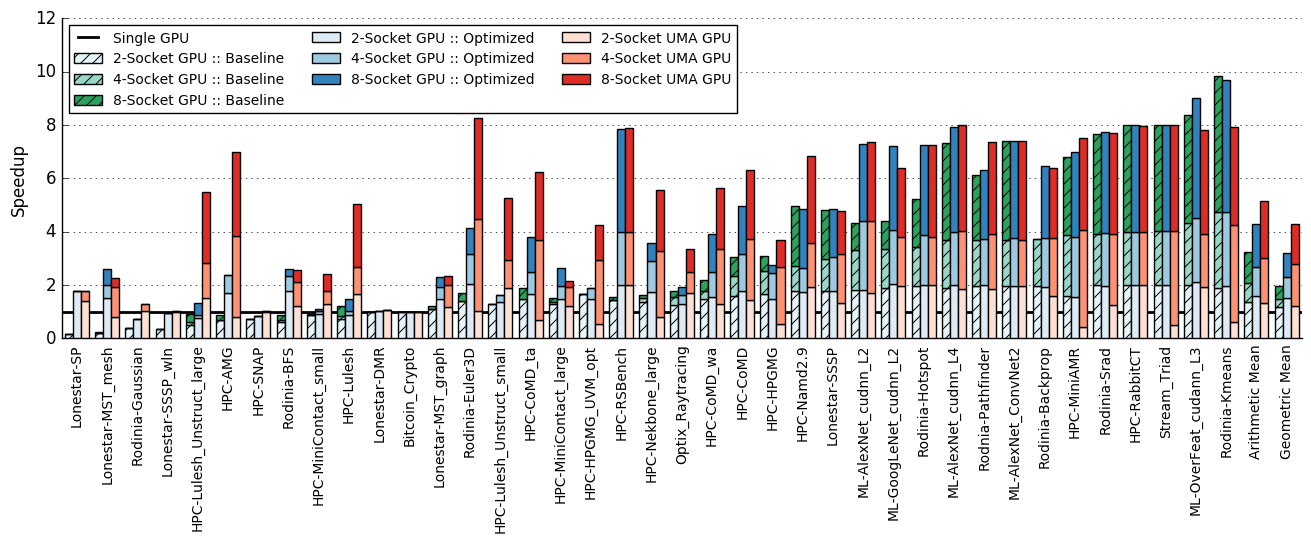 12
10
8
6
4
2
0
Speedup
Single GPU
2-Socket GPU :: Baseline
4-Socket GPU :: Baseline
8-Socket GPU :: Baseline
2-Socket GPU :: Optimized
4-Socket GPU :: Optimized
8-Socket GPU :: Optimized
2-Socket UMA GPU
4-Socket UMA GPU
8-Socket UMA GPU
Lonestar-SP
Lonestar-MST_mesh
Rodinia-Gaussian
Lonestar-SSSP_wln
HPC-Lulesh_Unstruct_large
HPC-AMG
HPC-SNAP
Rodinia-BFS
HPC-MiniContact_small
HPC-Lulesh
Lonestar-DMR
Bitcoin_Crypto
Lonestar-MST_graph
Rodinia-Euler3D
HPC-Lulesh_Unstruct_small
HPC-CoMD_ta
HPC-MiniContact_large
HPC-HPGMG_UVM_opt
HPC-RSBench
HPC-Nekbone_large
Optix_Raytracing
HPC-CoMD_wa
HPC-CoMD
HPC-HPGMG
HPC-Namd2.9
Lonestar-SSSP
ML-AlexNet_cudnn_L2
ML-GoogLeNet_cudnn_L2
Rodinia-Hotspot
ML-AlexNet_cudnn_L4
Rodnia-Pathfinder
ML-AlexNet_ConvNet2
Rodinia-Backprop
HPC-MiniAMR
Rodinia-Srad
HPC-RabbitCT
Stream_Triad
ML-OverFeat_cudann_L3
Rodinia-Kmeans
Arithmetic Mean
Geometric Mean